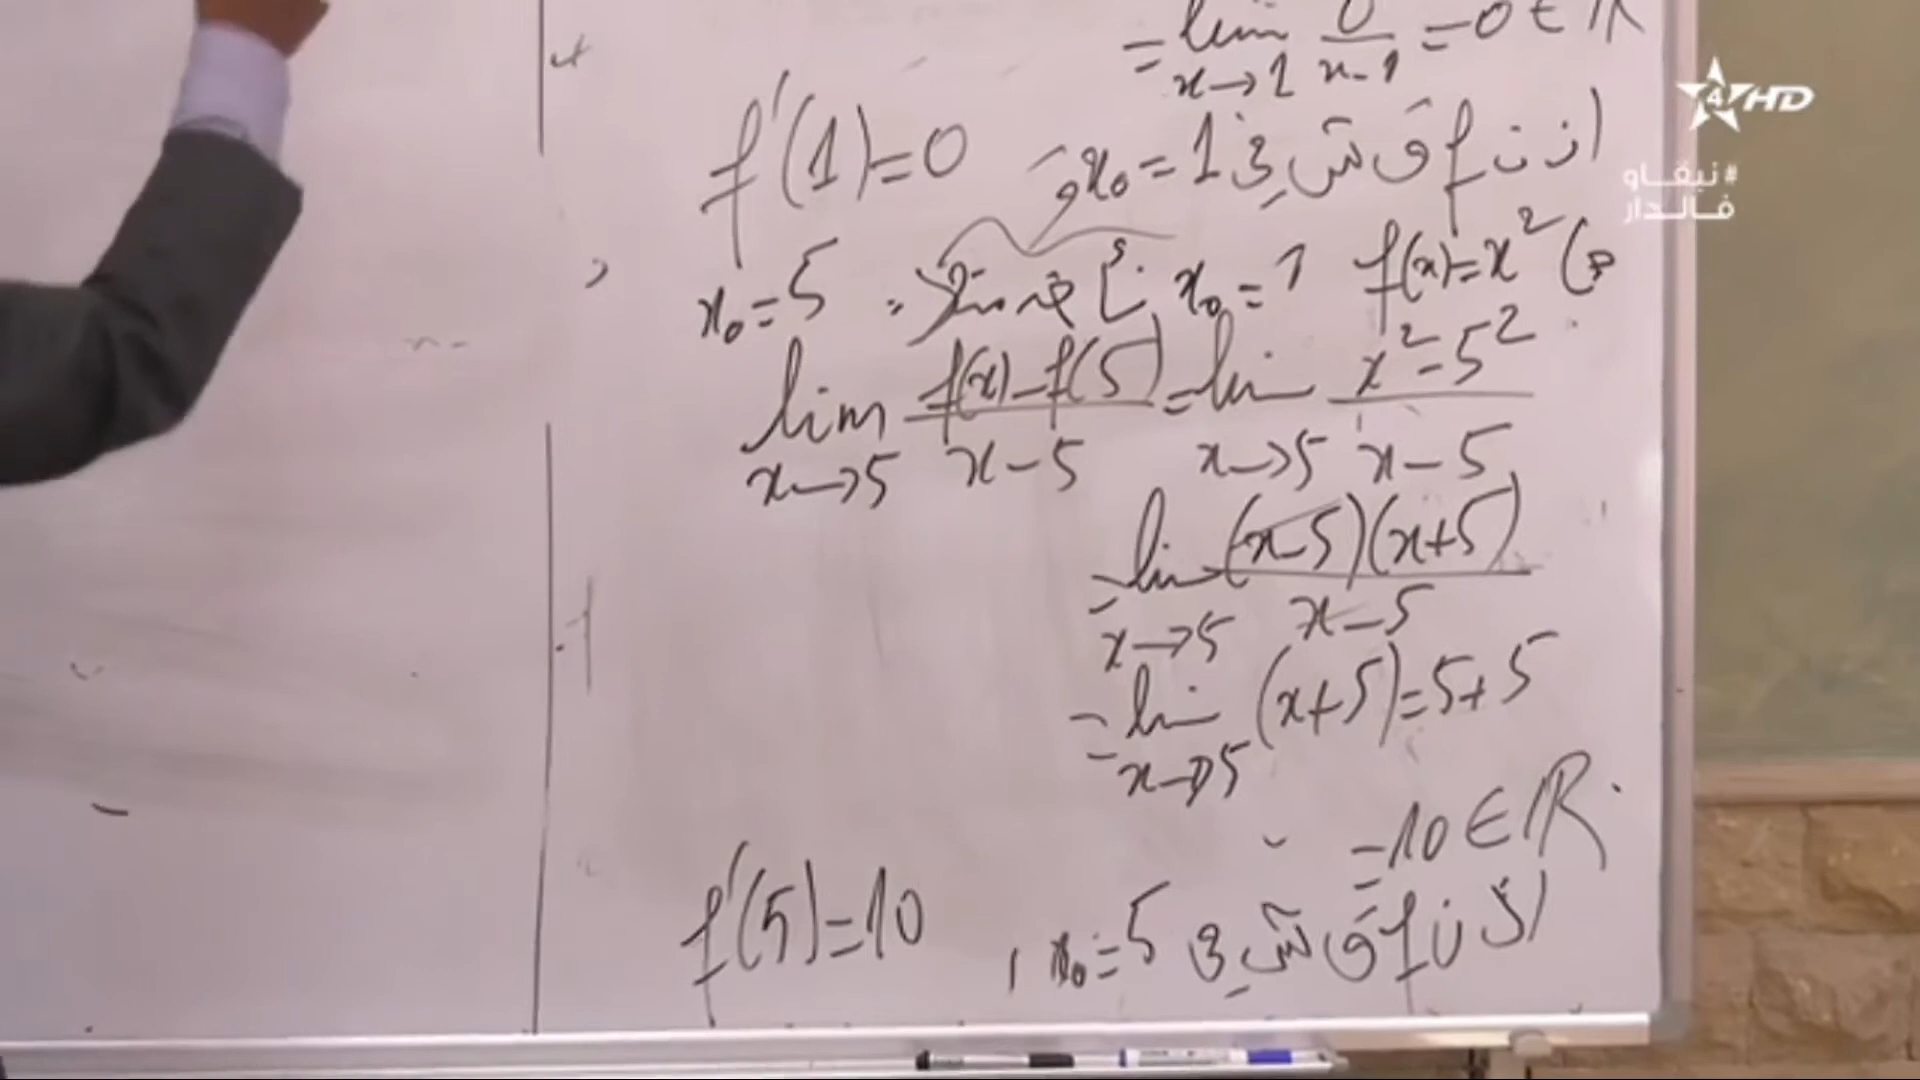 = lim x→1 0/(x-1) = 0 ∈ ℝ
إذن f ق ش في x₀ = 1 و f'(1) = 0
ج) f(x) = x² x₀ = 1 x₀ = 5
lim x→5 (f(x) - f(5))/(x - 5) = lim x→5 (x² = 5²)/(x - 5)
= lim x→5 (x - 5)(x + 5)/(x - 5)
= lim x→5 (x + 5) = 5 + 5
= 10 ∈ ℝ
إذن f ق ش في x₀ = 5 , f'(5) = 10
4 HD
#نبقاو
فالدار